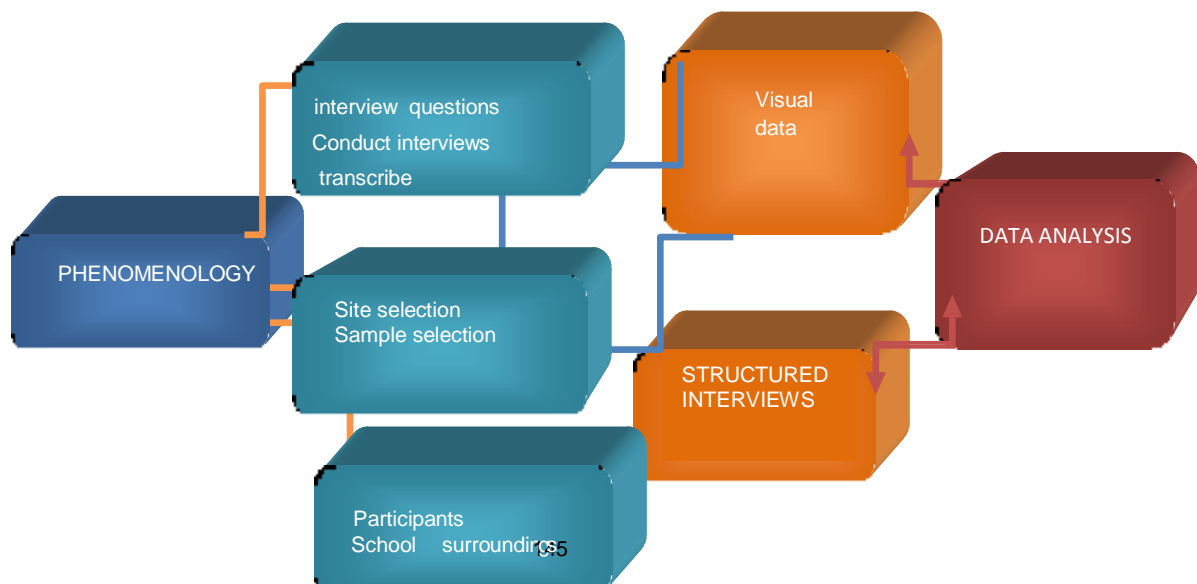 interview questions
Conduct interviews
transcribe
Visual
data
PHENOMENOLOGY
DATA ANALYSIS
Site selection
Sample selection
STRUCTURED
INTERVIEWS
Participants
School surroundings
145